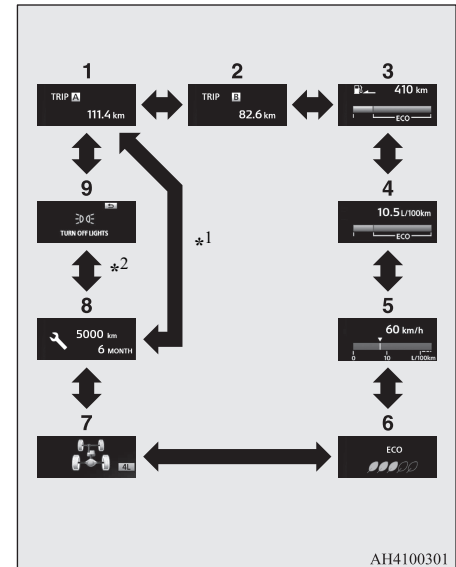 1
TRIP A
111.4 km
2
TRIP B
82.6 km
3
410 km
ECO
9
TURN OFF LIGHTS
*1
4
10.5 L/100km
ECO
*2
8
5000 km
6 MONTH
5
60 km/h
0 10 L/100km
7
4L
6
ECO
AH4100301